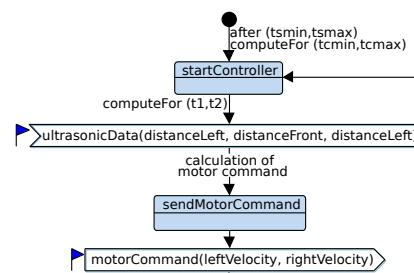 after (tsmin,tsmax)
computeFor (tcmin,tcmax)
startController
computeFor (t1,t2)
ultrasonicData(distanceLeft, distanceFront, distanceLeft)
calculation of
motor command
sendMotorCommand
motorCommand(leftVelocity, rightVelocity)